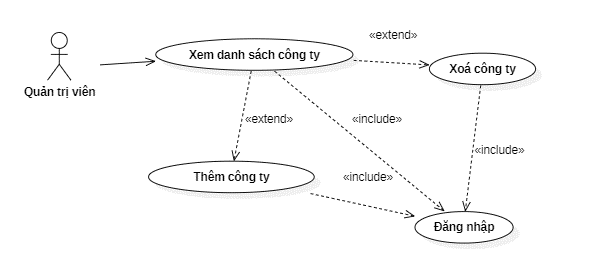 «extend»
Xem danh sách công ty
Xoá công ty
Quản trị viên
«extend»
«include»
«include»
Thêm công ty
«include»
Đăng nhập